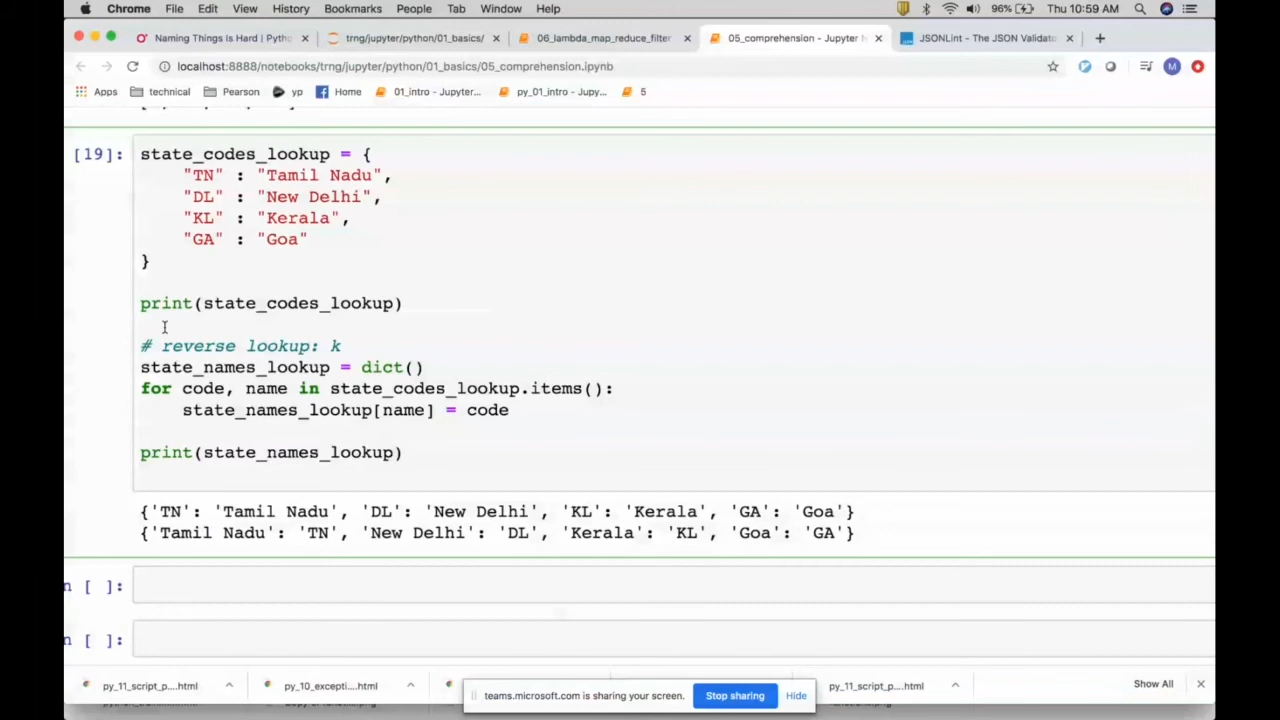 Chrome File Edit View History Bookmarks People Tab Window Help 96% Thu 10:59 AM
Naming Things Is Hard | Pytho × trng/jupyter/python/01_basics/ × 06_lambda_map_reduce_filter × 05_comprehension - Jupyter × JSONLint - The JSON Validator ×
localhost:8888/notebooks/trng/jupyter/python/01_basics/05_comprehension.ipynb
Apps technical Pearson yp Home 01_intro - Jupyter... py_01_intro - Jupy... 5
[19]: state_codes_lookup = {
"TN" : "Tamil Nadu",
"DL" : "New Delhi",
"KL" : "Kerala",
"GA" : "Goa"
}
print(state_codes_lookup)
# reverse lookup: k
state_names_lookup = dict()
for code, name in state_codes_lookup.items():
state_names_lookup[name] = code
print(state_names_lookup)
{'TN': 'Tamil Nadu', 'DL': 'New Delhi', 'KL': 'Kerala', 'GA': 'Goa'}
{'Tamil Nadu': 'TN', 'New Delhi': 'DL', 'Kerala': 'KL', 'Goa': 'GA'}
n [ ]:
n [ ]:
py_11_script_p....html py_10_excepti....html py_11_script_p....html Show All
teams.microsoft.com is sharing your screen. Stop sharing Hide